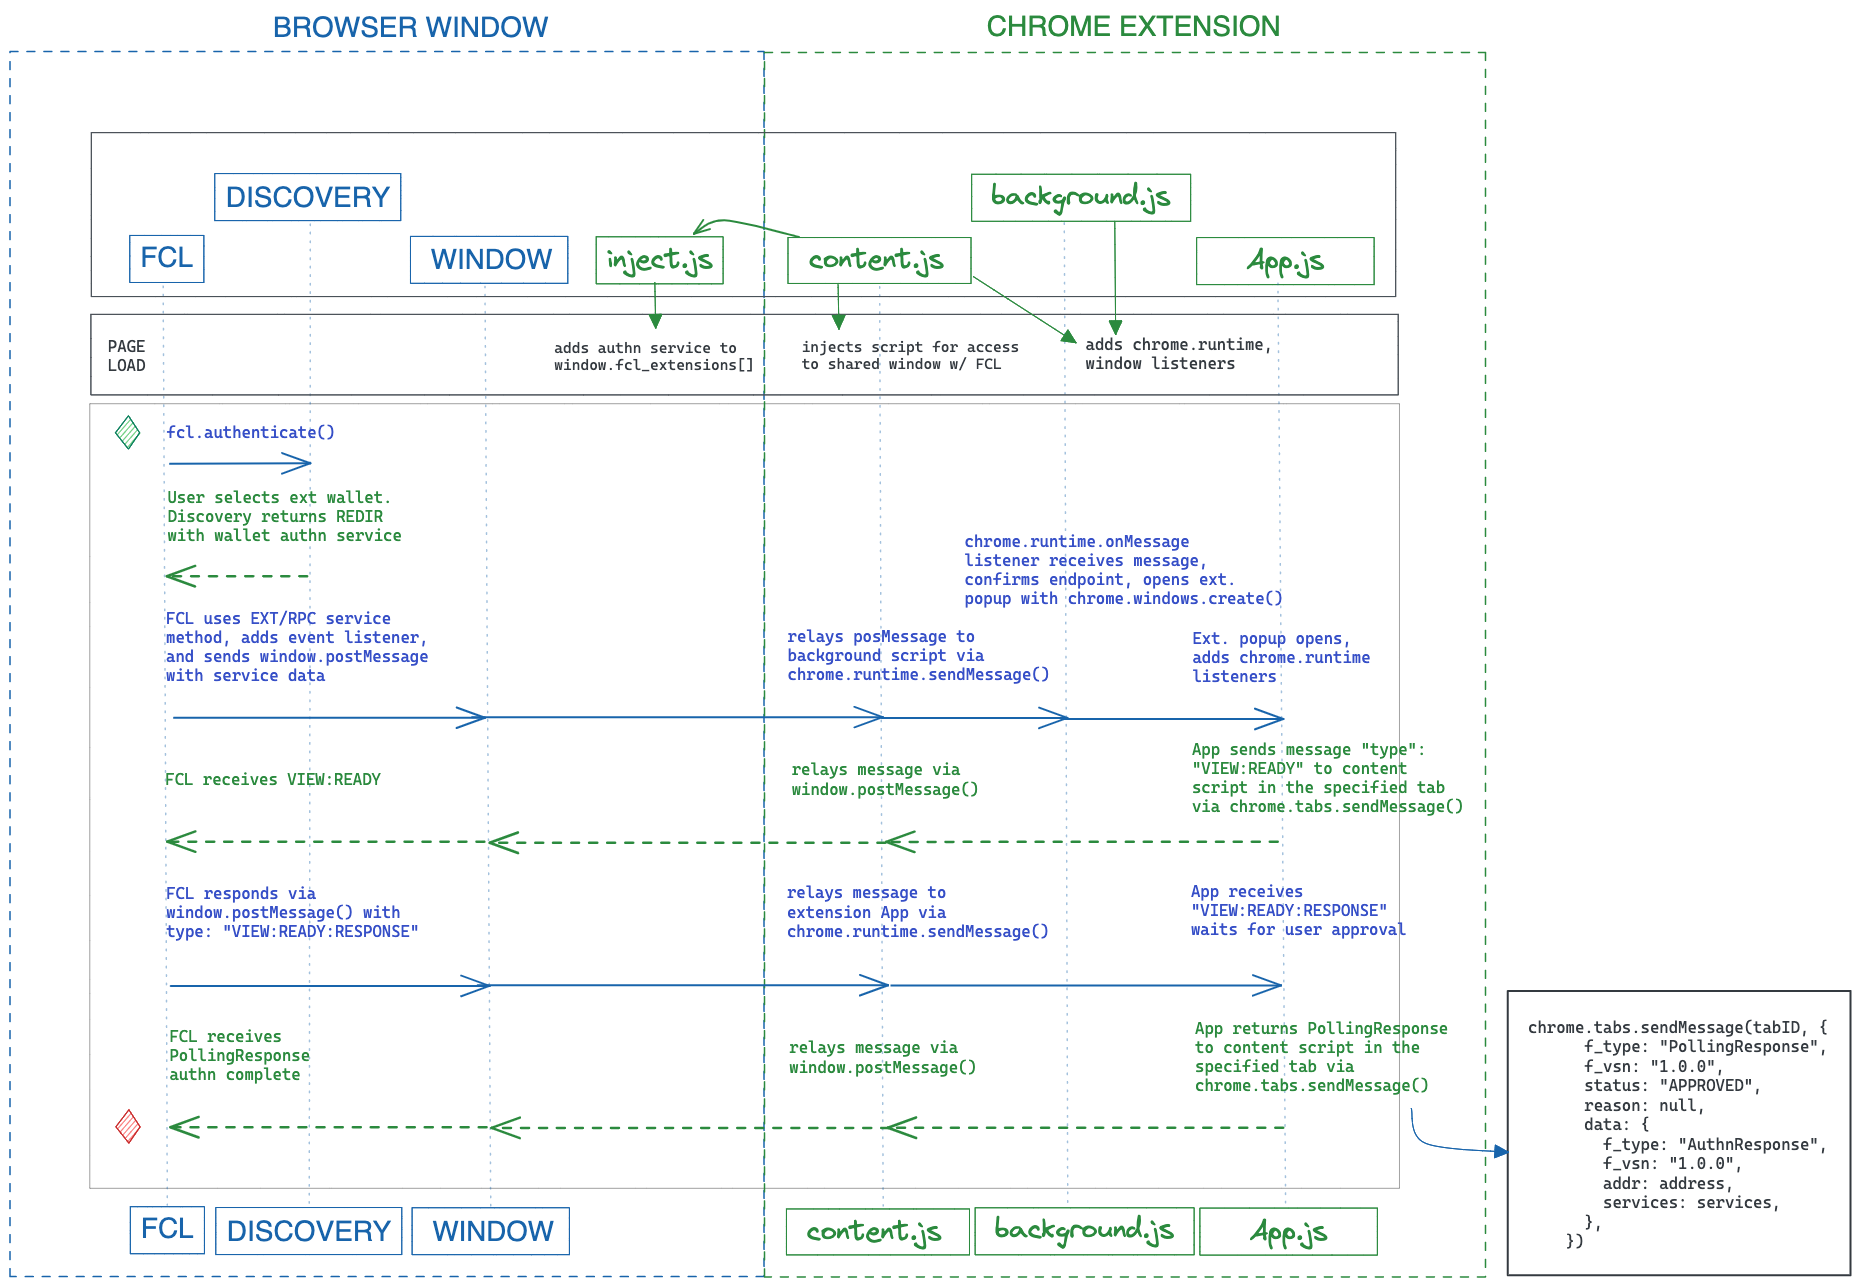 BROWSER WINDOW
CHROME EXTENSION
DISCOVERY
background.js
FCL
WINDOW
inject.js
content.js
App.js
PAGE
LOAD
adds authn service to
window.fcl_extensions[]
injects script for access
to shared window w/ FCL
adds chrome.runtime,
window listeners
fcl.authenticate()
User selects ext wallet.
Discovery returns REDIR
with wallet authn service
chrome.runtime.onMessage
listener receives message,
confirms endpoint, opens ext.
popup with chrome.windows.create()
FCL uses EXT/RPC service
method, adds event listener,
and sends window.postMessage
with service data
relays posMessage to
background script via
chrome.runtime.sendMessage()
Ext. popup opens,
adds chrome.runtime
listeners
FCL receives VIEW:READY
relays message via
window.postMessage()
App sends message "type":
"VIEW:READY" to content
script in the specified tab
via chrome.tabs.sendMessage()
FCL responds via
window.postMessage() with
type: "VIEW:READY:RESPONSE"
relays message to
extension App via
chrome.runtime.sendMessage()
App receives
"VIEW:READY:RESPONSE"
waits for user approval
FCL receives
PollingResponse
authn complete
relays message via
window.postMessage()
App returns PollingResponse
to content script in the
specified tab via
chrome.tabs.sendMessage()
chrome.tabs.sendMessage(tabID, {
f_type: "PollingResponse",
f_vsn: "1.0.0",
status: "APPROVED",
reason: null,
data: {
f_type: "AuthnResponse",
f_vsn: "1.0.0",
addr: address,
services: services,
},
})
FCL
DISCOVERY
WINDOW
content.js
background.js
App.js